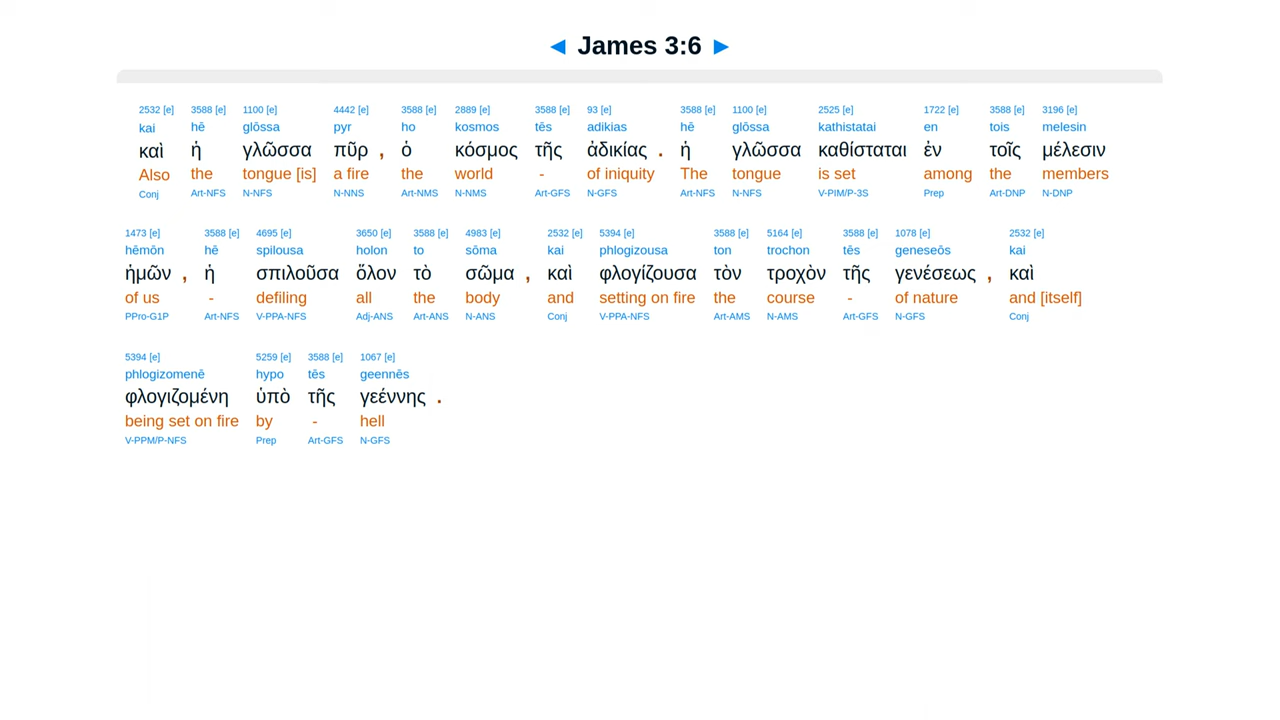 ◄ James 3:6 ►
2532 [e] 3588 [e] 1100 [e] 4442 [e] 3588 [e] 2889 [e] 3588 [e] 93 [e] 3588 [e] 1100 [e] 2525 [e] 1722 [e] 3588 [e] 3196 [e]
kai hē glōssa pyr ho kosmos tēs adikias hē glōssa kathistatai en tois melesin
καὶ ἡ γλῶσσα πῦρ , ὁ κόσμος τῆς ἀδικίας . ἡ γλῶσσα καθίσταται ἐν τοῖς μέλεσιν
Also the tongue [is] a fire the world - of iniquity The tongue is set among the members
Conj Art-NFS N-NFS N-NNS Art-NMS N-NMS Art-GFS N-GFS Art-NFS N-NFS V-PIM/P-3S Prep Art-DNP N-DNP
1473 [e] 3588 [e] 4695 [e] 3650 [e] 3588 [e] 4983 [e] 2532 [e] 5394 [e] 3588 [e] 5164 [e] 3588 [e] 1078 [e] 2532 [e]
hēmōn hē spilousa holon to sōma kai phlogizousa ton trochon tēs geneseōs kai
ἡμῶν , ἡ σπιλοῦσα ὅλον τὸ σῶμα , καὶ φλογίζουσα τὸν τροχὸν τῆς γενέσεως , καὶ
of us - defiling all the body and setting on fire the course - of nature and [itself]
PPro-G1P Art-NFS V-PPA-NFS Adj-ANS Art-ANS N-ANS Conj V-PPA-NFS Art-AMS N-AMS Art-GFS N-GFS Conj
5394 [e] 5259 [e] 3588 [e] 1067 [e]
phlogizomenē hypo tēs geennēs
φλογιζομένη ὑπὸ τῆς γεέννης .
being set on fire by - hell
V-PPM/P-NFS Prep Art-GFS N-GFS